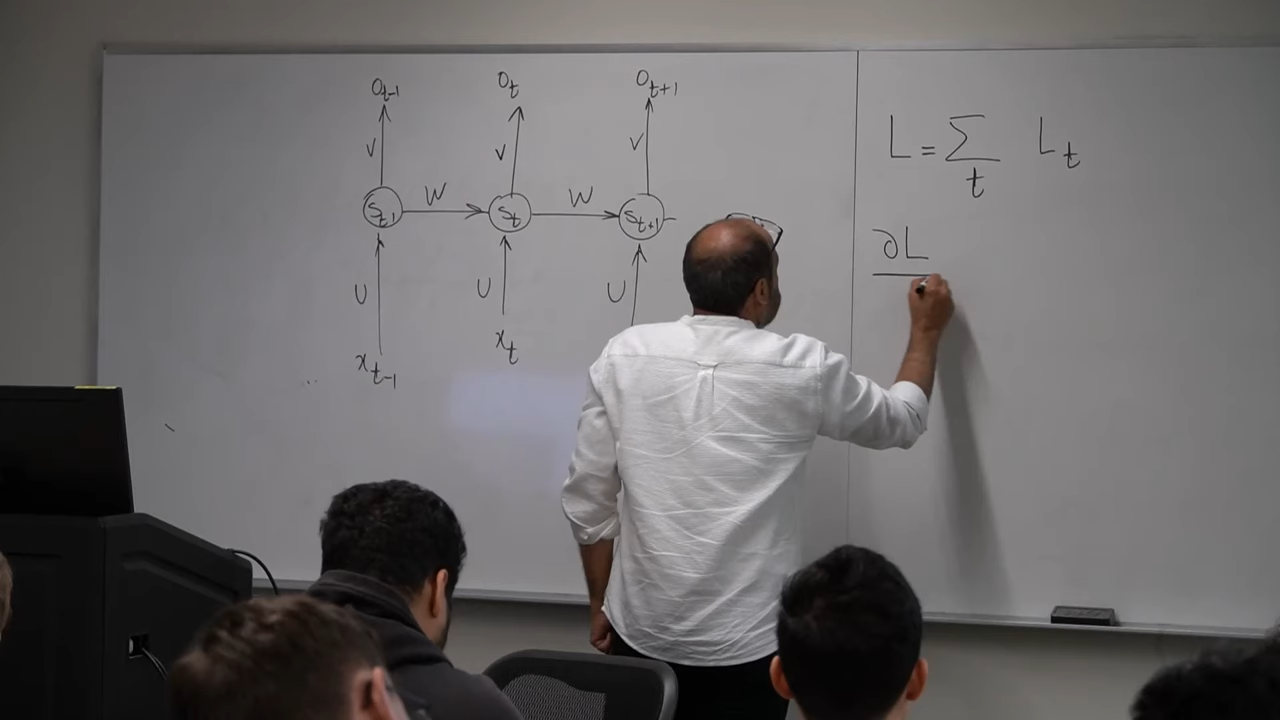 O_{t-1} O_t O_{t+1}
V V V
W W
S_{t-1} S_t S_{t+1}
U U U
x_{t-1} x_t
L = Σ_t L_t
∂L